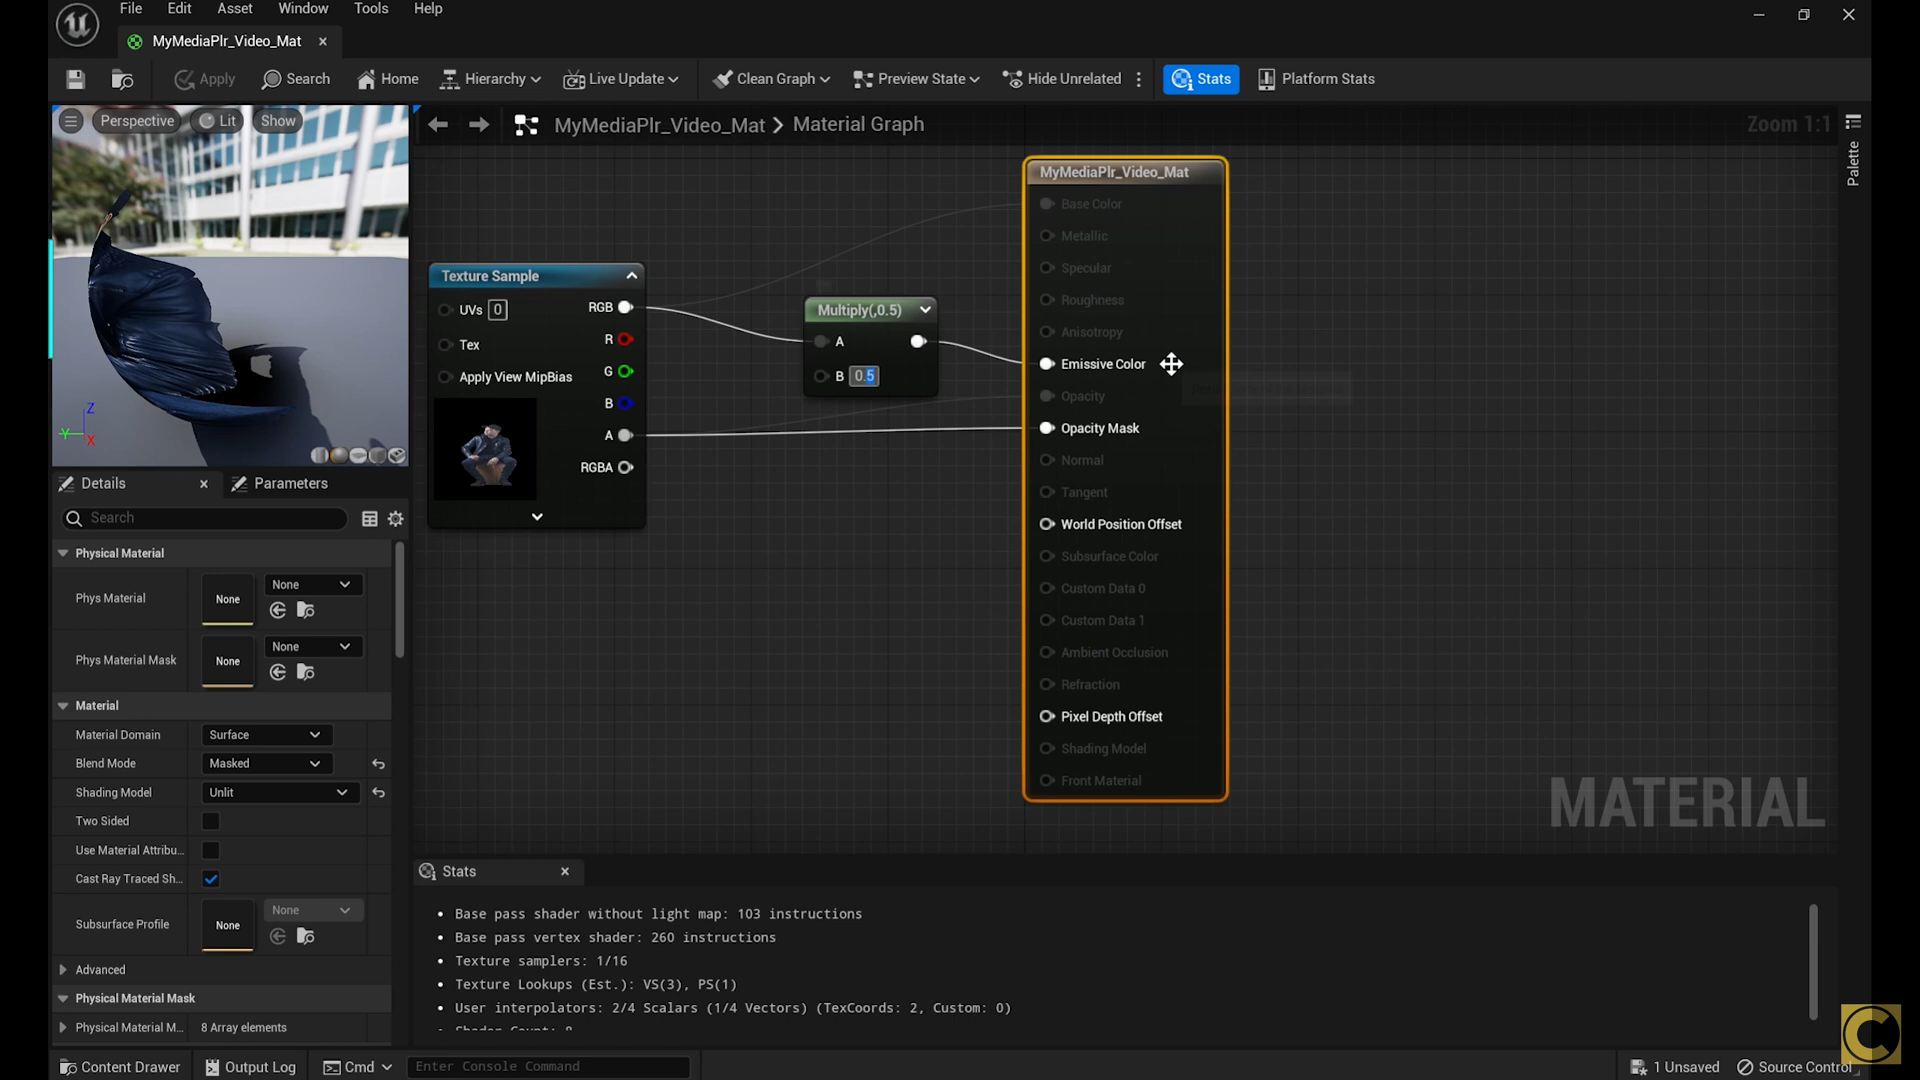 File Edit Asset Window Tools Help
MyMediaPlr_Video_Mat
Apply Search Home Hierarchy Live Update Clean Graph Preview State Hide Unrelated Stats Platform Stats
Perspective Lit Show
MyMediaPlr_Video_Mat > Material Graph
Zoom 1:1
Palette
MyMediaPlr_Video_Mat
Base Color
Metallic
Specular
Roughness
Anisotropy
Emissive Color
Opacity
Opacity Mask
Normal
Tangent
World Position Offset
Subsurface Color
Custom Data 0
Custom Data 1
Ambient Occlusion
Refraction
Pixel Depth Offset
Shading Model
Front Material
Texture Sample
UVs 0 RGB
R
Tex
G
Apply View MipBias
B
A
RGBA
Multiply(,0.5)
A
B 0.5
Z
Y
X
Details Parameters
Search
Physical Material
Phys Material None None
Phys Material Mask None None
Material
Material Domain Surface
Blend Mode Masked
Shading Model Unlit
Two Sided
Use Material Attribu...
Cast Ray Traced Sh...
Subsurface Profile None None
Advanced
Physical Material Mask
Physical Material M... 8 Array elements
MATERIAL
Stats
Base pass shader without light map: 103 instructions
Base pass vertex shader: 260 instructions
Texture samplers: 1/16
Texture Lookups (Est.): VS(3), PS(1)
User interpolators: 2/4 Scalars (1/4 Vectors) (TexCoords: 2, Custom: 0)
Content Drawer Output Log Cmd Enter Console Command 1 Unsaved Source Control